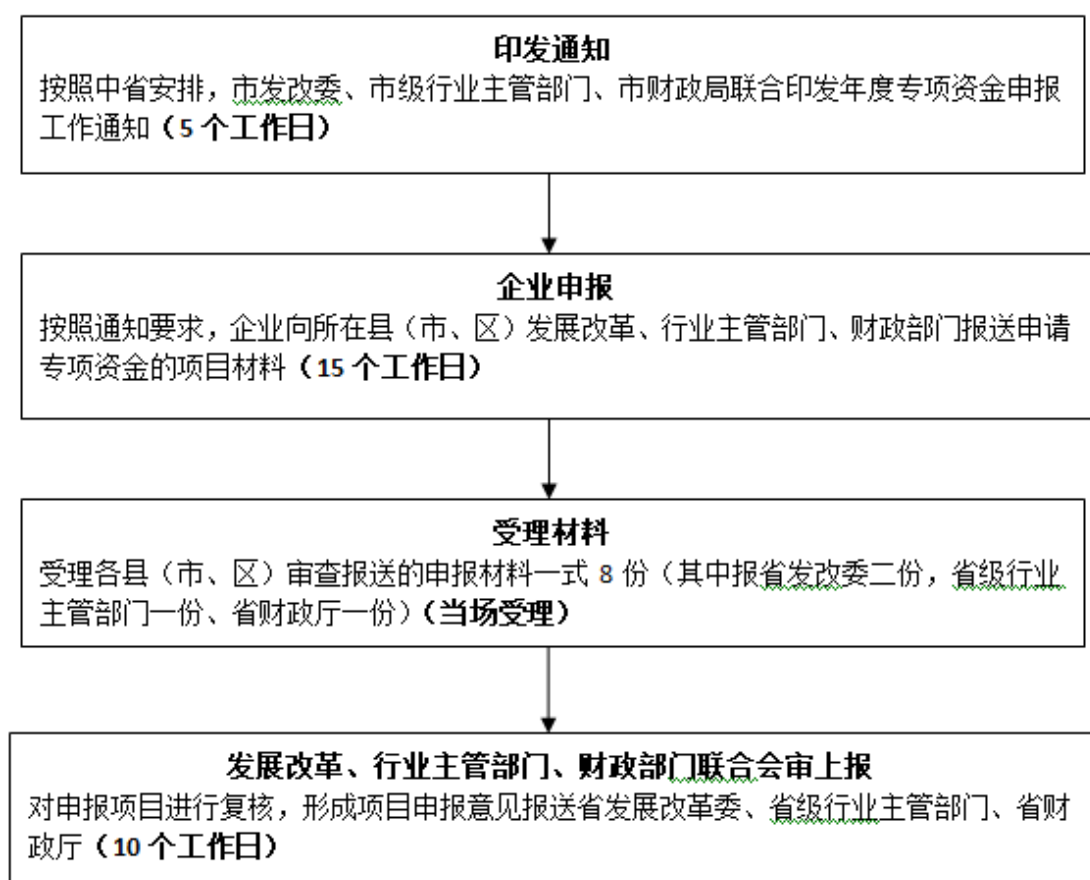 印发通知
按照中省安排，市发改委、市级行业主管部门、市财政局联合印发年度专项资金申报
工作通知（5 个工作日）
企业申报
按照通知要求，企业向所在县（市、区）发展改革、行业主管部门、财政部门报送申请
专项资金的项目材料（15 个工作日）
受理材料
受理各县（市、区）审查报送的申报材料一式 8 份（其中报省发改委二份，省级行业
主管部门一份、省财政厅一份）（当场受理）
发展改革、行业主管部门、财政部门联合会审上报
对申报项目进行复核，形成项目申报意见报送省发展改革委、省级行业主管部门、省财
政厅（10 个工作日）